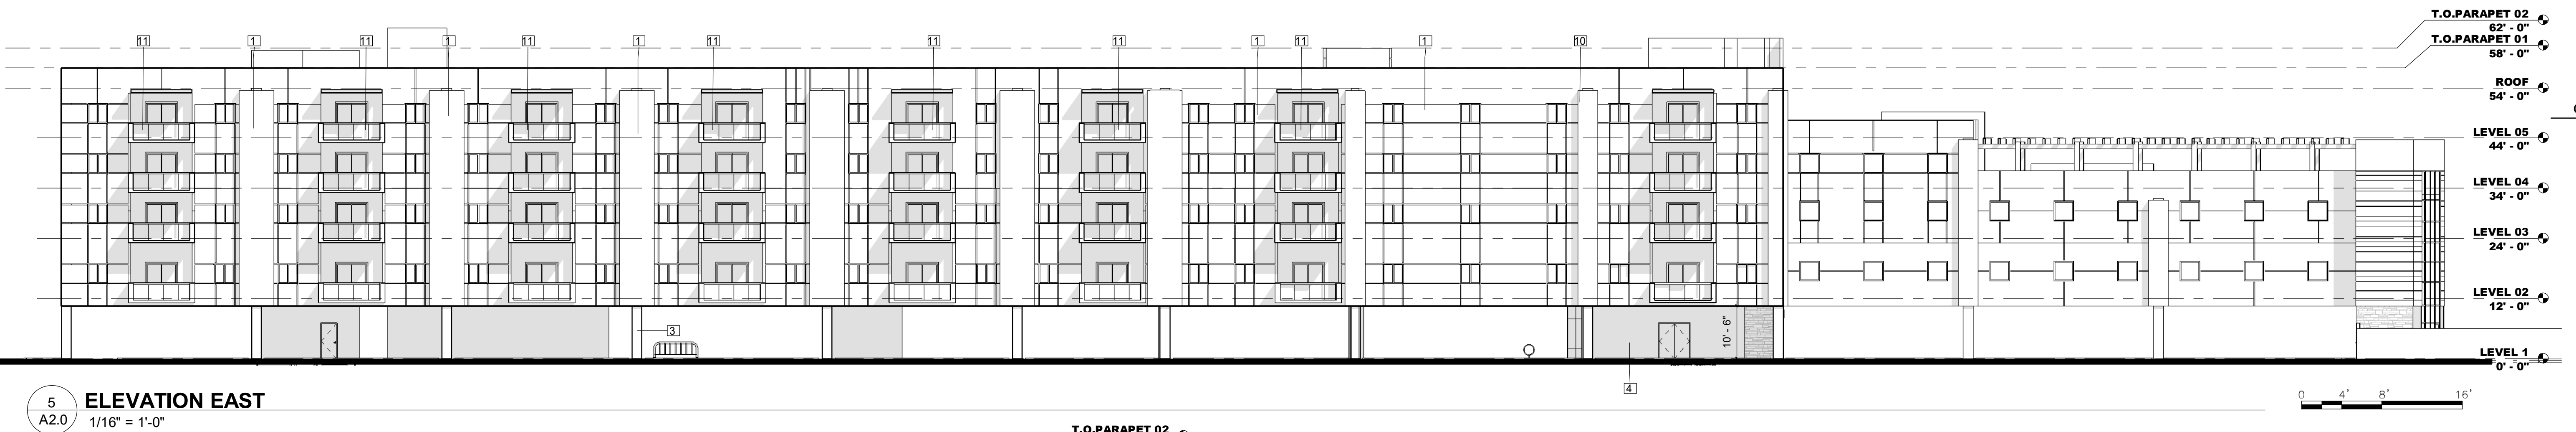 T.O.PARAPET 02
62' - 0"
T.O.PARAPET 01
58' - 0"
11 1 11 1 11 1 11 11 11 1 11 1 10
ROOF
54' - 0"
LEVEL 05
44' - 0"
LEVEL 04
34' - 0"
LEVEL 03
24' - 0"
LEVEL 02
12' - 0"
3
10' - 6"
LEVEL 1
0' - 0"
4
5
A2.0
ELEVATION EAST
1/16" = 1'-0"
0 4' 8' 16'
T.O.PARAPET 02